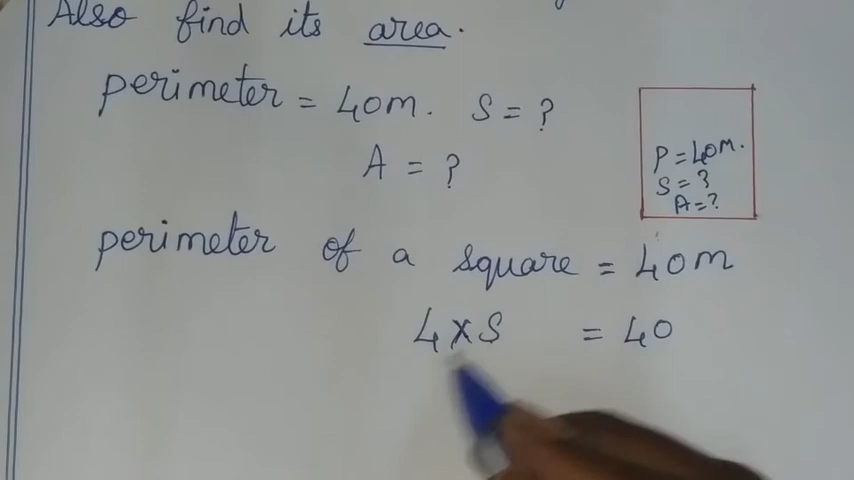 Also find its area.
perimeter = 40m. S = ?
A = ?
P = 40m.
S = ?
A = ?
perimeter of a square = 40m
4 x S = 40